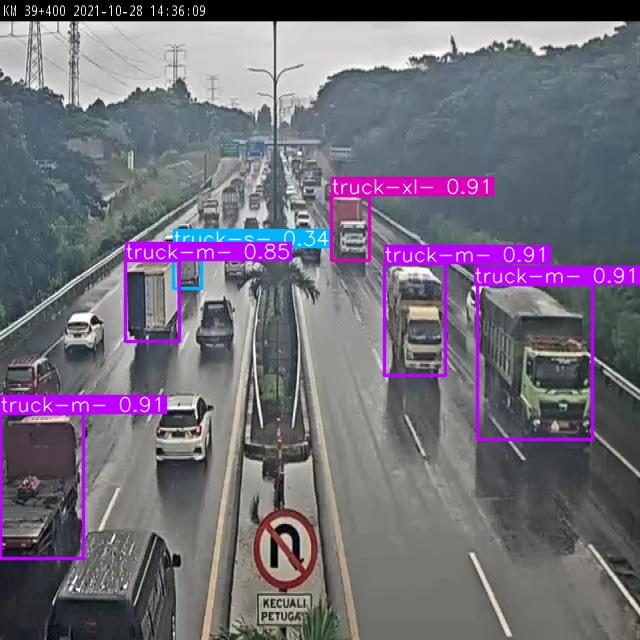 KM 39+400 2021-10-28 14:36:09
truck-xl- 0.91
truck-s- 0.34
truck-m- 0.85
truck-m- 0.91
truck-m- 0.91
truck-m- 0.91
KECUALI
PETUGAS